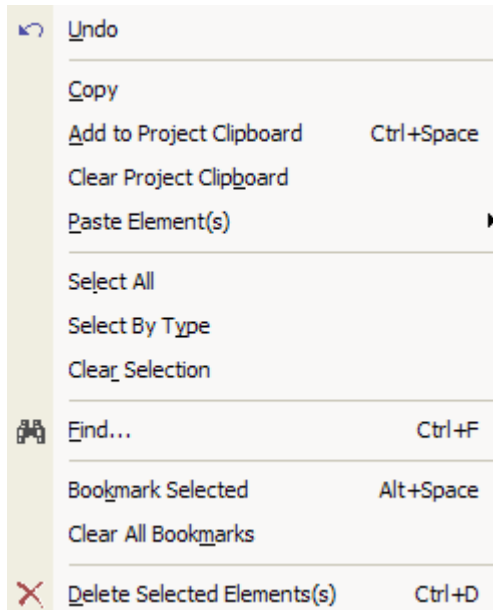 Undo
Copy
Add to Project Clipboard Ctrl+Space
Clear Project Clipboard
Paste Element(s)
Select All
Select By Type
Clear Selection
Find... Ctrl+F
Bookmark Selected Alt+Space
Clear All Bookmarks
Delete Selected Elements(s) Ctrl+D